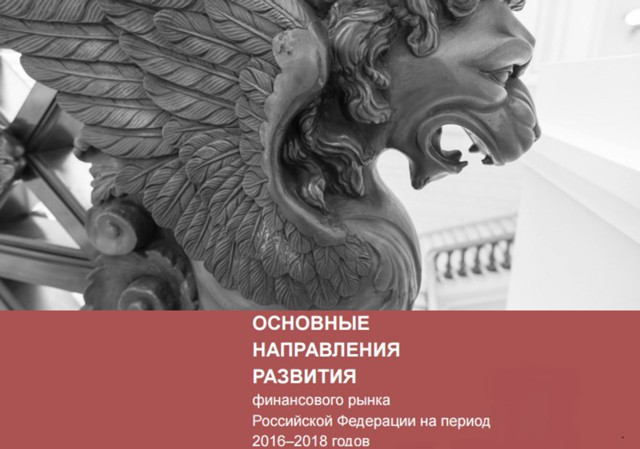 ОСНОВНЫЕ
НАПРАВЛЕНИЯ
РАЗВИТИЯ
финансового рынка
Российской Федерации на период
2016–2018 годов